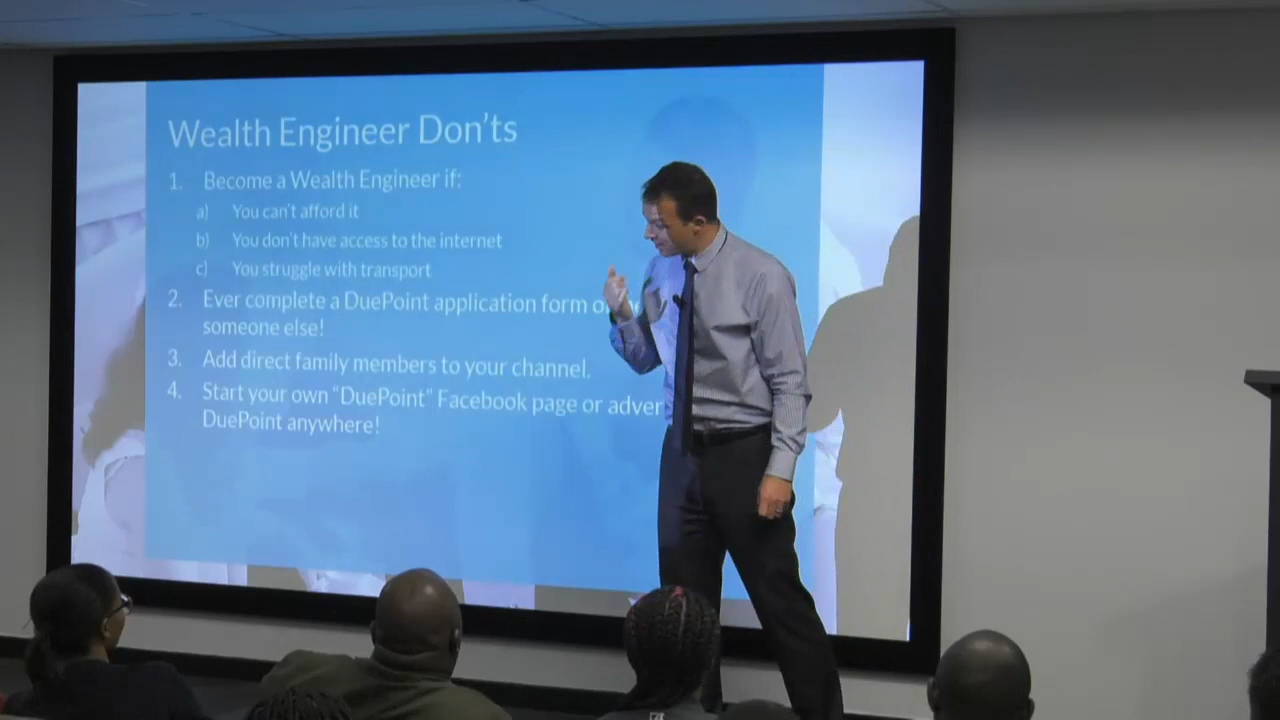 Wealth Engineer Don'ts
1. Become a Wealth Engineer if:
a) You can't afford it
b) You don't have access to the internet
c) You struggle with transport
2. Ever complete a DuePoint application form
someone else!
3. Add direct family members to your channel.
4. Start your own "DuePoint" Facebook page or
DuePoint anywhere!